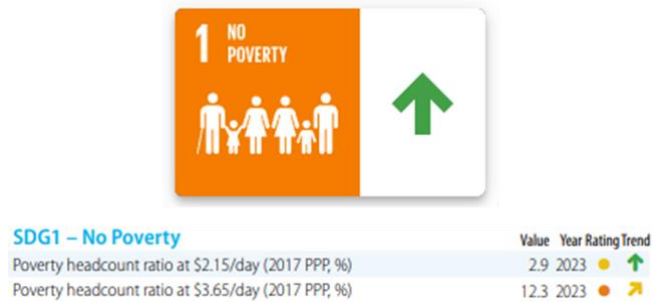 1 NO
POVERTY
SDG1 – No Poverty Value Year Rating Trend
Poverty headcount ratio at $2.15/day (2017 PPP, %) 2.9 2023
Poverty headcount ratio at $3.65/day (2017 PPP, %) 12.3 2023